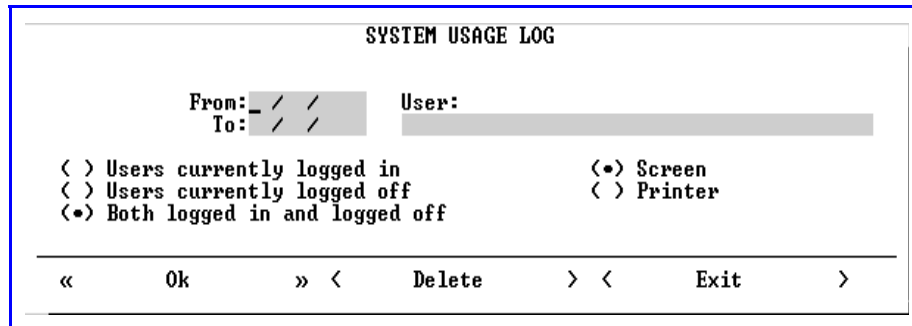 SYSTEM USAGE LOG
From:_ / / User:
To: / /
( ) Users currently logged in (•) Screen
( ) Users currently logged off ( ) Printer
(•) Both logged in and logged off
« Ok » < Delete > < Exit >